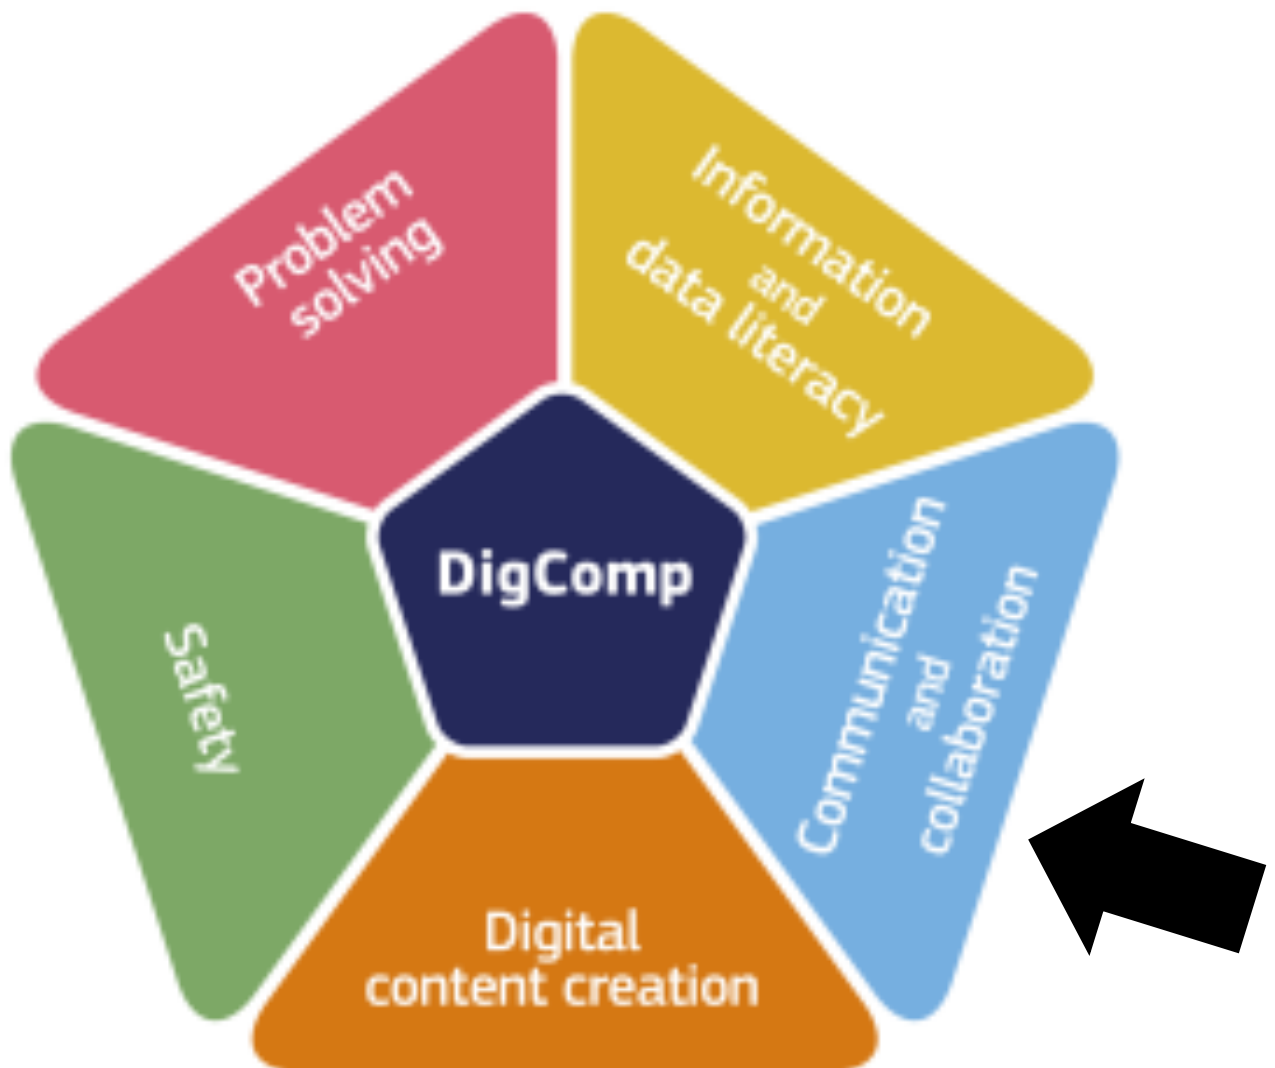 Problem
solving
Information
and
data literacy
DigComp
Communication
and
collaboration
Safety
Digital
content creation